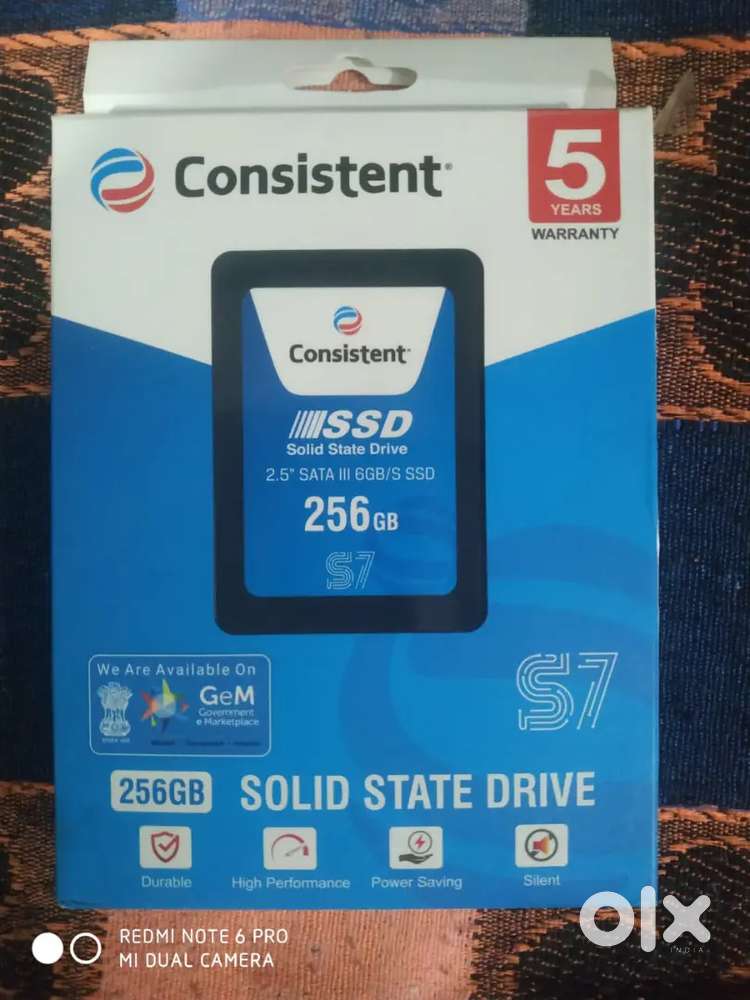 Consistent
5
YEARS
WARRANTY
Consistent
SSD
Solid State Drive
2.5" SATA III 6GB/S SSD
256GB
S7
We Are Available On
GeM
Government
e Marketplace
S7
256GB SOLID STATE DRIVE
Durable High Performance Power Saving Silent
REDMI NOTE 6 PRO
MI DUAL CAMERA
olx
INDIA